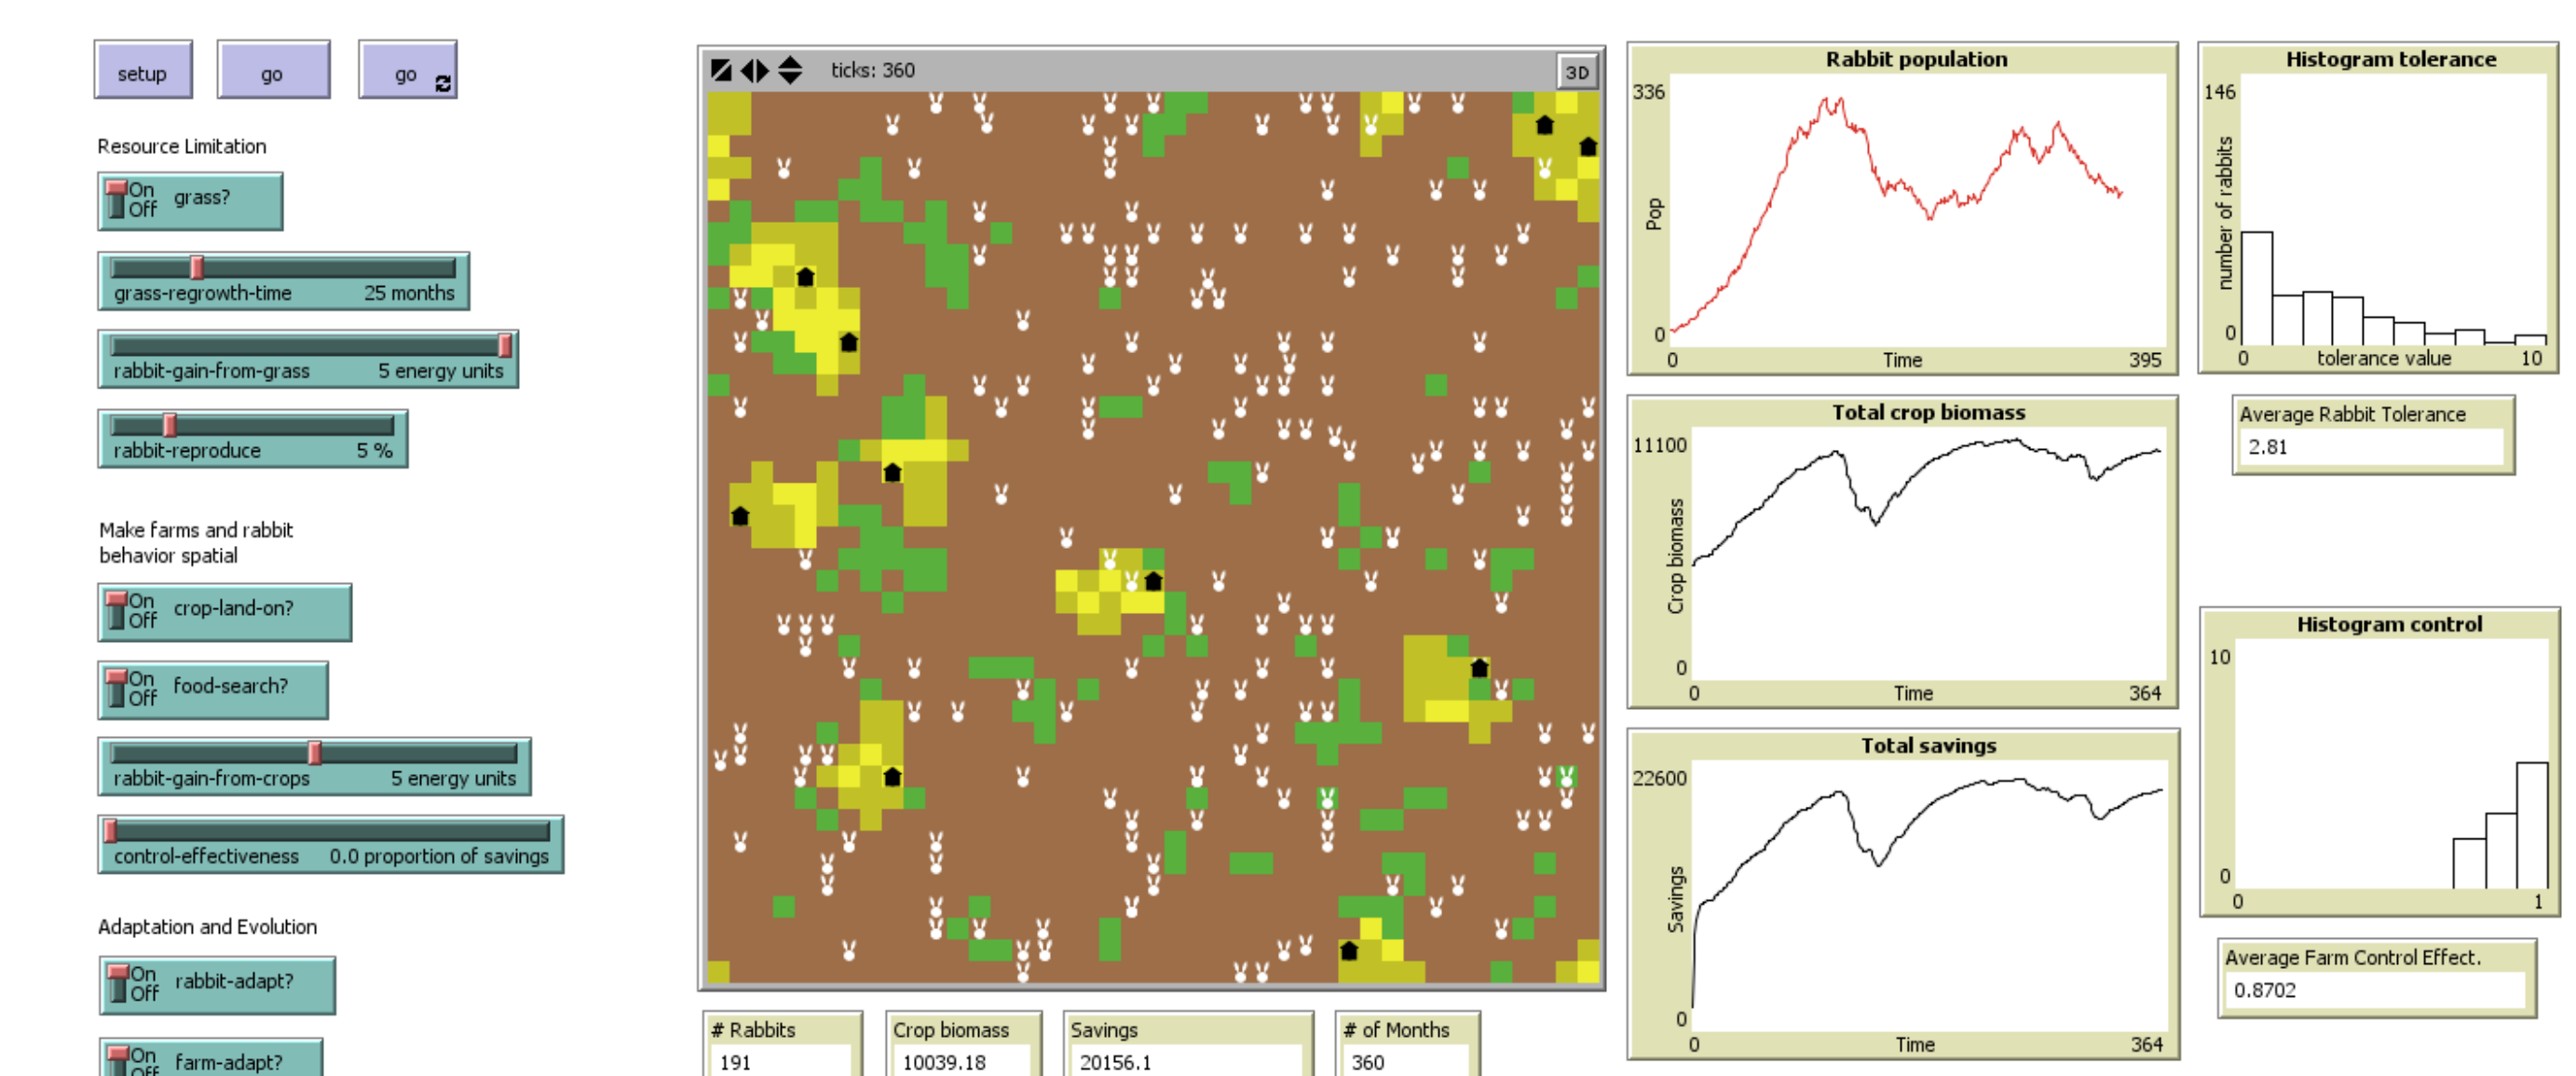 setup
go
go
Resource Limitation
On
Off
grass?
grass-regrowth-time 25 months
rabbit-gain-from-grass 5 energy units
rabbit-reproduce 5 %
Make farms and rabbit
behavior spatial
On
Off
crop-land-on?
On
Off
food-search?
rabbit-gain-from-crops 5 energy units
control-effectiveness 0.0 proportion of savings
Adaptation and Evolution
On
Off
rabbit-adapt?
On
Off
farm-adapt?
ticks: 360
3D
# Rabbits
191
Crop biomass
10039.18
Savings
20156.1
# of Months
360
Rabbit population
336
Pop
0
0 Time 395
Total crop biomass
11100
Crop biomass
0
0 Time 364
Total savings
22600
Savings
0
0 Time 364
Histogram tolerance
146
number of rabbits
0
0 tolerance value 10
Average Rabbit Tolerance
2.81
Histogram control
10
0
0 1
Average Farm Control Effect.
0.8702